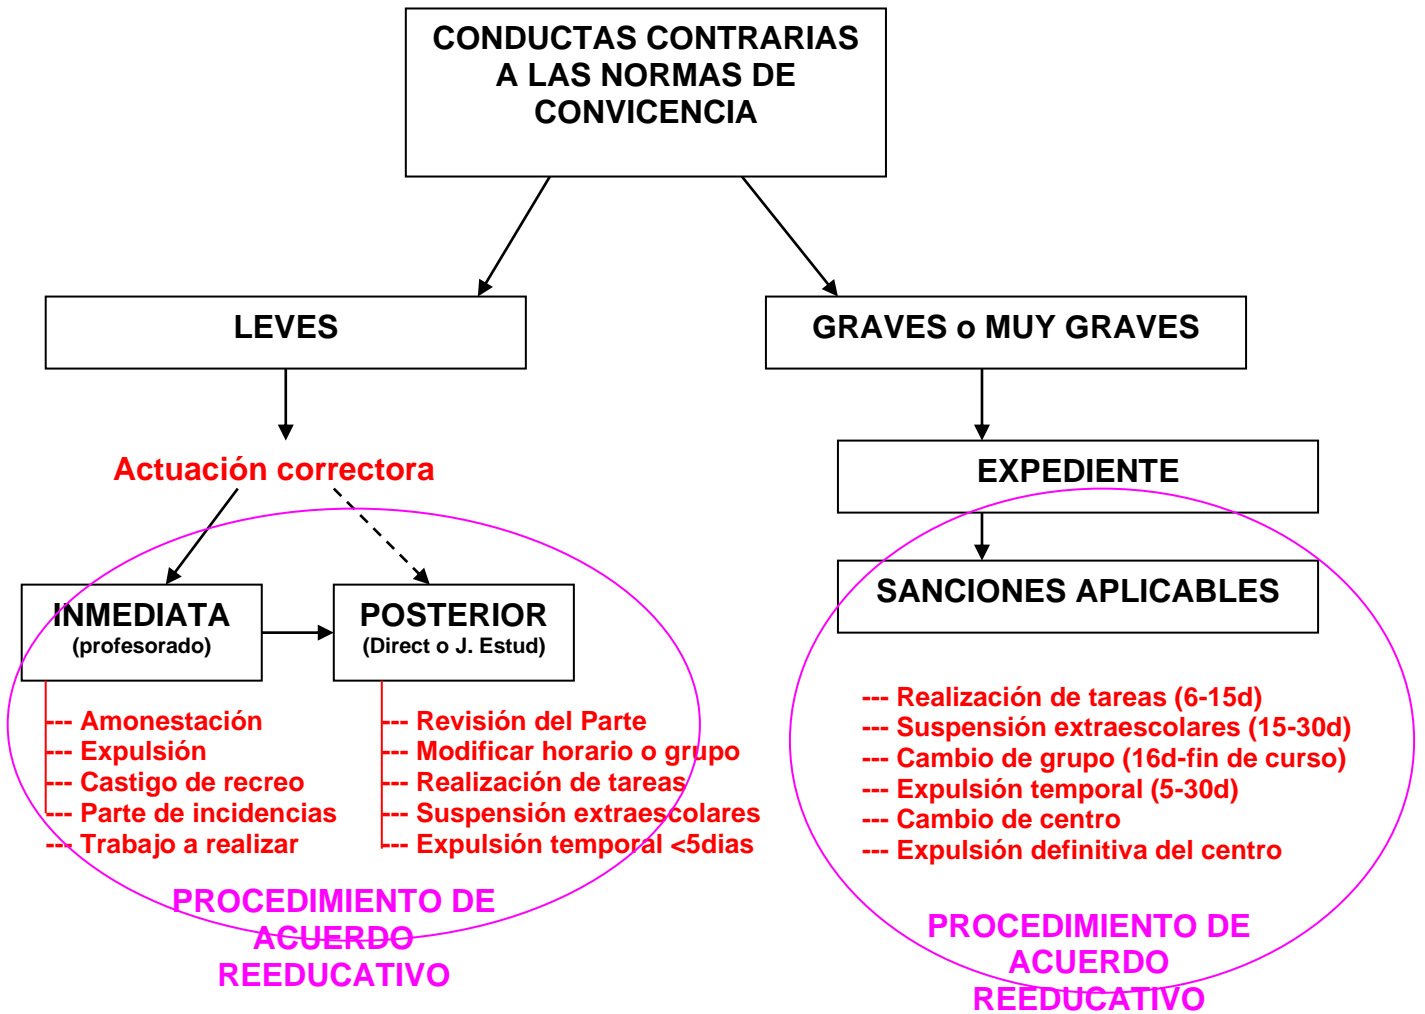 CONDUCTAS CONTRARIAS
A LAS NORMAS DE
CONVICENCIA
LEVES
GRAVES o MUY GRAVES
Actuación correctora
EXPEDIENTE
INMEDIATA
(profesorado)
POSTERIOR
(Direct o J. Estud)
SANCIONES APLICABLES
--- Amonestación
--- Expulsión
--- Castigo de recreo
--- Parte de incidencias
--- Trabajo a realizar
--- Revisión del Parte
--- Modificar horario o grupo
--- Realización de tareas
--- Suspensión extraescolares
--- Expulsión temporal <5dias
--- Realización de tareas (6-15d)
--- Suspensión extraescolares (15-30d)
--- Cambio de grupo (16d-fin de curso)
--- Expulsión temporal (5-30d)
--- Cambio de centro
--- Expulsión definitiva del centro
PROCEDIMIENTO DE
ACUERDO
REEDUCATIVO
PROCEDIMIENTO DE
ACUERDO
REEDUCATIVO